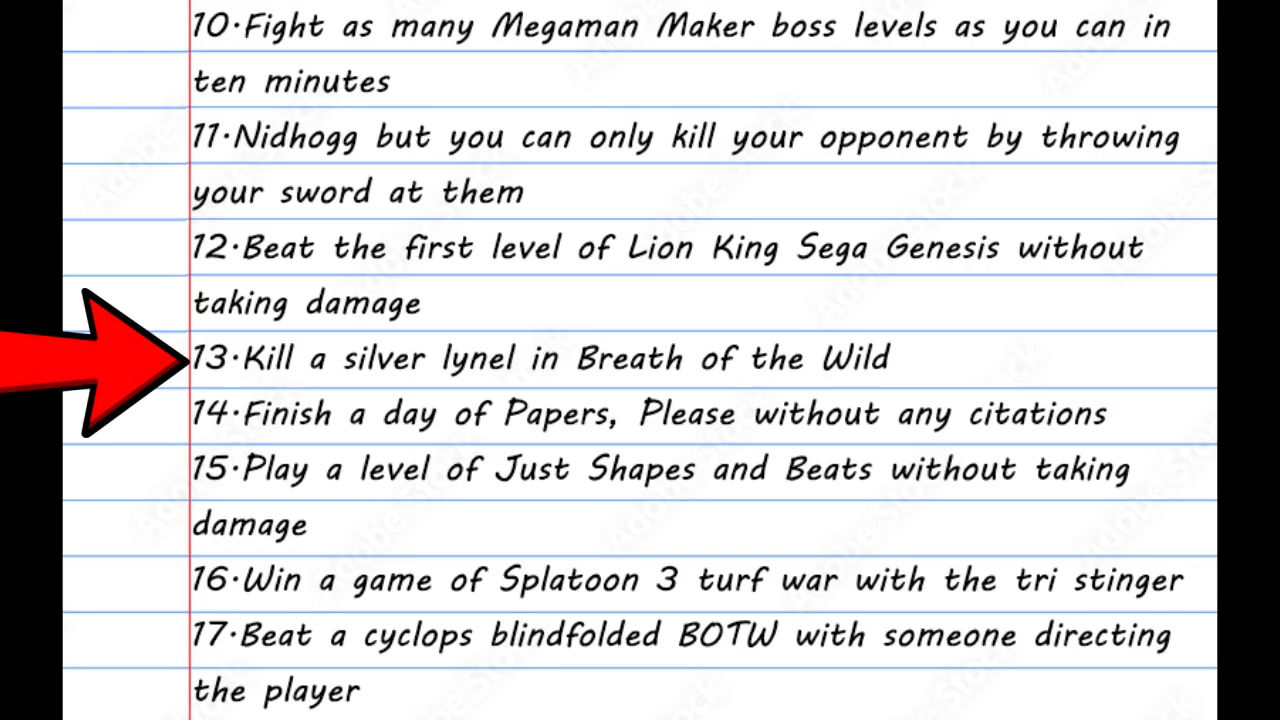 10·Fight as many Megaman Maker boss levels as you can in
ten minutes
11·Nidhogg but you can only kill your opponent by throwing
your sword at them
12·Beat the first level of Lion King Sega Genesis without
taking damage
13·Kill a silver lynel in Breath of the Wild
14·Finish a day of Papers, Please without any citations
15·Play a level of Just Shapes and Beats without taking
damage
16·Win a game of Splatoon 3 turf war with the tri stinger
17·Beat a cyclops blindfolded BOTW with someone directing
the player